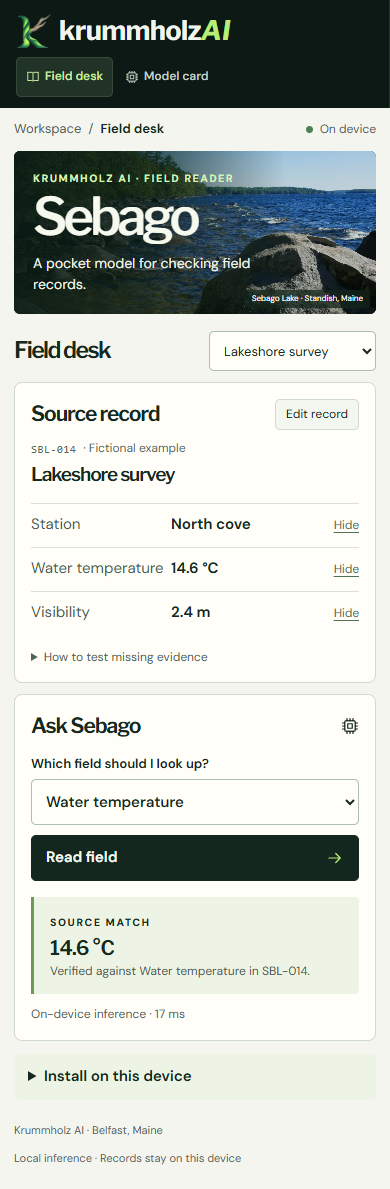 krummholzAI
Field desk
Model card
Workspace / Field desk
On device
KRUMMHOLZ AI · FIELD READER
Sebago
A pocket model for checking field
records.
Sebago Lake · Standish, Maine
Field desk
Lakeshore survey
Source record
Edit record
SBL-014 · Fictional example
Lakeshore survey
Station North cove Hide
Water temperature 14.6 °C Hide
Visibility 2.4 m Hide
How to test missing evidence
Ask Sebago
Which field should I look up?
Water temperature
Read field
SOURCE MATCH
14.6 °C
Verified against Water temperature in SBL-014.
On-device inference · 17 ms
Install on this device
Krummholz AI · Belfast, Maine
Local inference · Records stay on this device